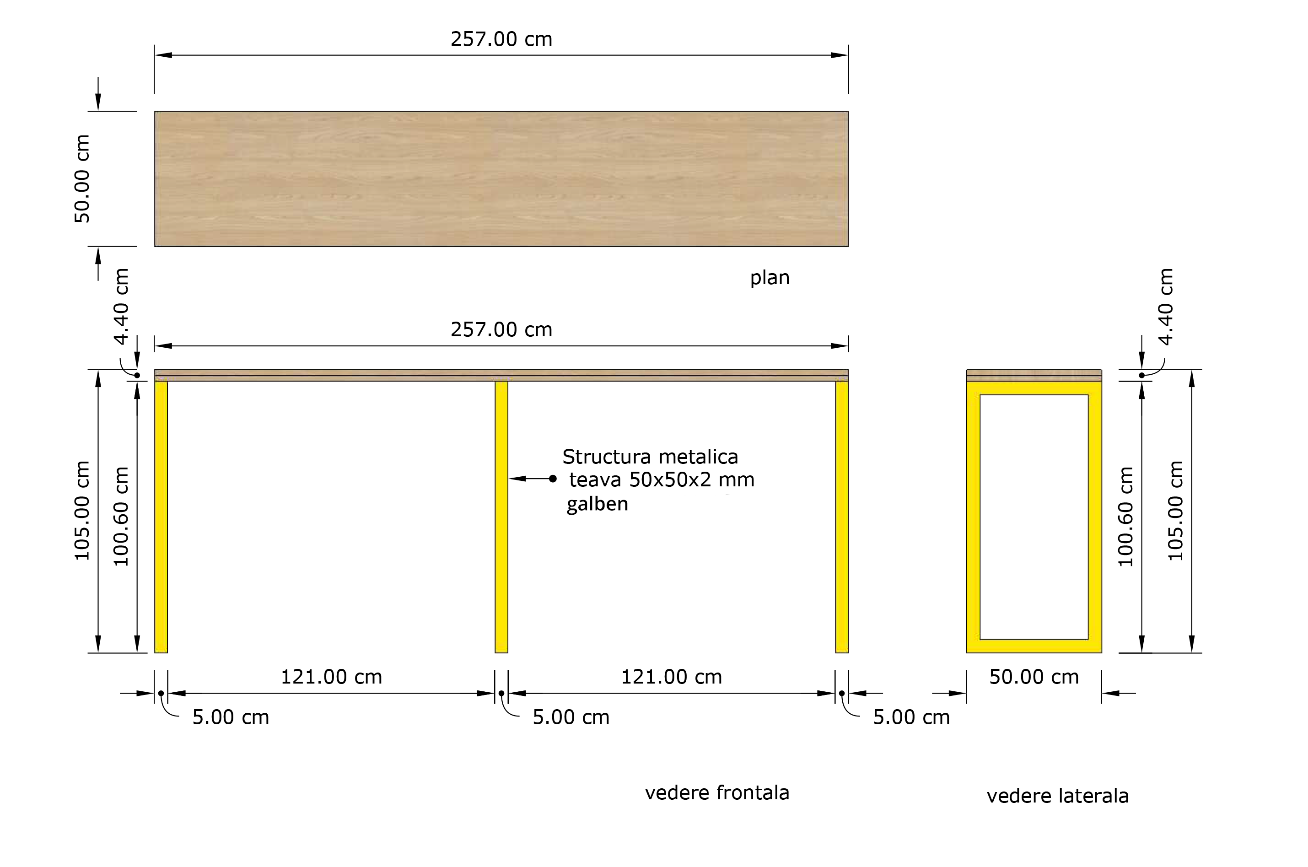 257.00 cm
50.00 cm
plan
4.40 cm
257.00 cm
4.40 cm
105.00 cm
100.60 cm
Structura metalica
teava 50x50x2 mm
galben
100.60 cm
105.00 cm
121.00 cm
121.00 cm
50.00 cm
5.00 cm
5.00 cm
5.00 cm
vedere frontala
vedere laterala